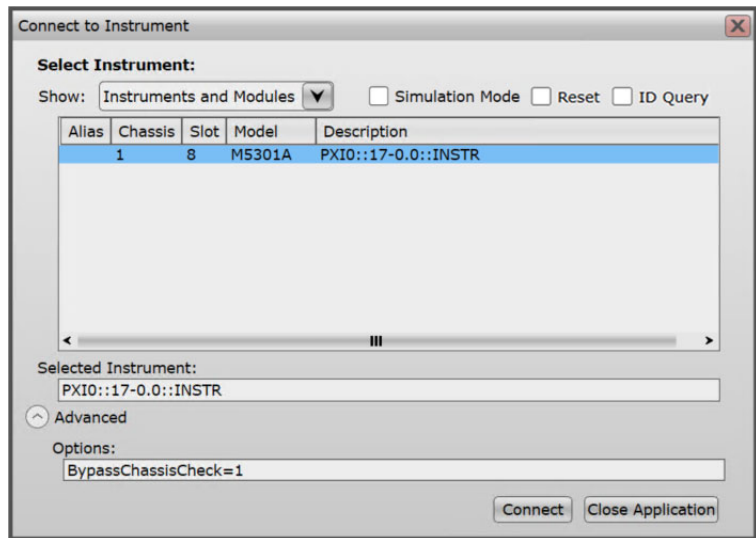 Connect to Instrument
Select Instrument:
Show: Instruments and Modules Simulation Mode Reset ID Query
Alias Chassis Slot Model Description
1 8 M5301A PXI0::17-0.0::INSTR
Selected Instrument:
PXI0::17-0.0::INSTR
Advanced
Options:
BypassChassisCheck=1
Connect Close Application